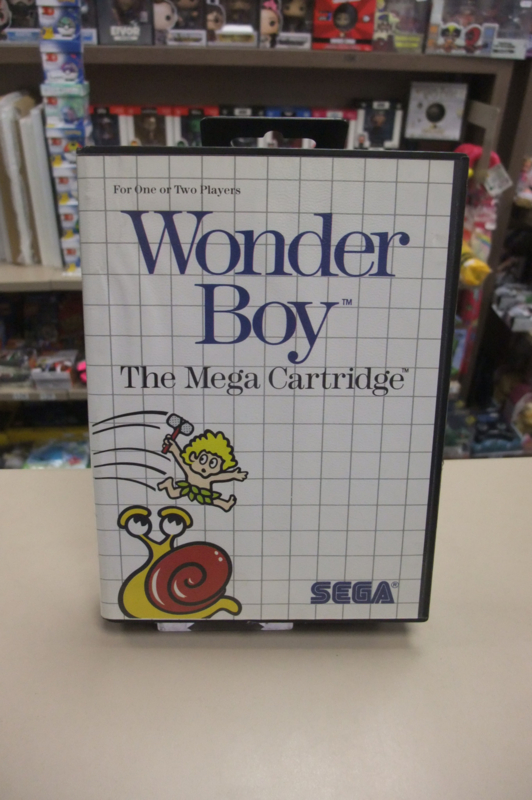 For One or Two Players
Wonder
Boy™
The Mega Cartridge™
SEGA®